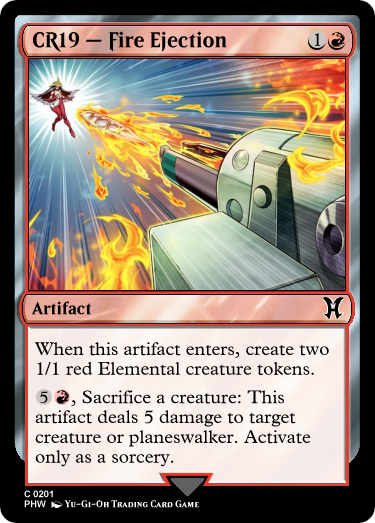 CR19 — Fire Ejection 1
Artifact
When this artifact enters, create two
1/1 red Elemental creature tokens.
5, Sacrifice a creature: This
artifact deals 5 damage to target
creature or planeswalker. Activate
only as a sorcery.
C 0201
PHW Yu-Gi-Oh Trading Card Game